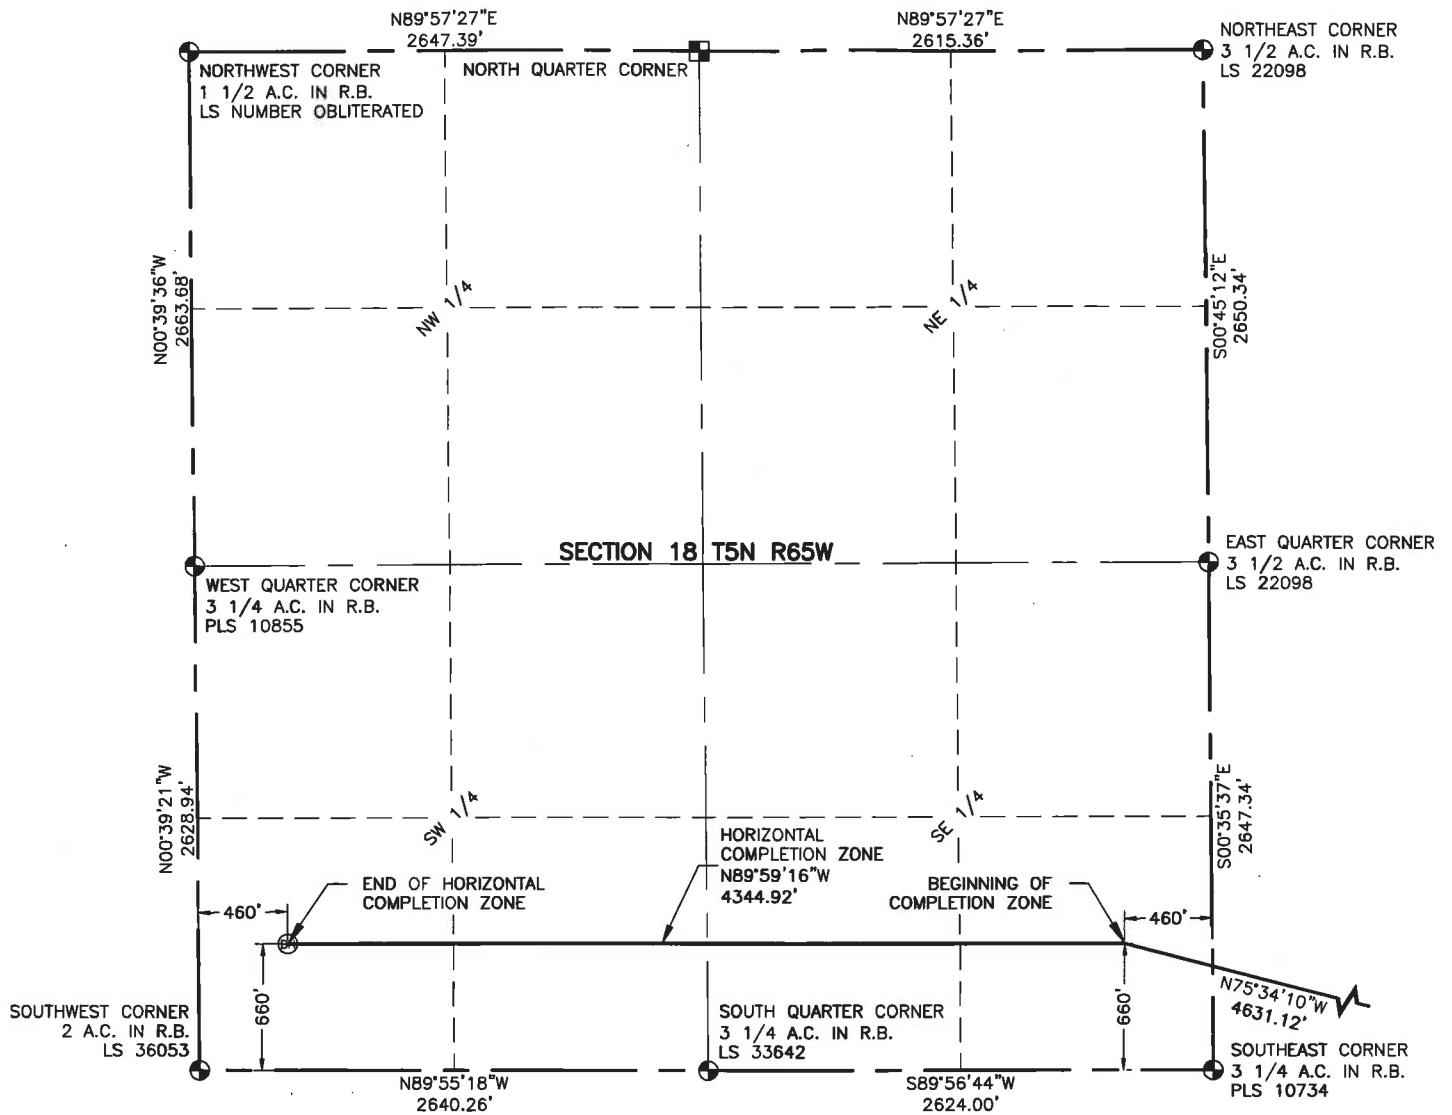 N89°57'27"E
2647.39'
N89°57'27"E
2615.36'
NORTHEAST CORNER
3 1/2 A.C. IN R.B.
LS 22098
NORTHWEST CORNER
1 1/2 A.C. IN R.B.
LS NUMBER OBLITERATED
NORTH QUARTER CORNER
N00°39'36"W
2663.68'
NW 1/4
NE 1/4
S00°45'12"E
2650.34'
SECTION 18 T5N R65W
EAST QUARTER CORNER
3 1/2 A.C. IN R.B.
LS 22098
WEST QUARTER CORNER
3 1/4 A.C. IN R.B.
PLS 10855
N00°39'21"W
2628.94'
SW 1/4
SE 1/4
S00°35'37"E
2647.34'
HORIZONTAL
COMPLETION ZONE
N89°59'16"W
4344.92'
END OF HORIZONTAL
COMPLETION ZONE
BEGINNING OF
COMPLETION ZONE
460'
460'
BH
660'
660'
N75°34'10"W
4631.12'
SOUTHWEST CORNER
2 A.C. IN R.B.
LS 36053
SOUTH QUARTER CORNER
3 1/4 A.C. IN R.B.
LS 33642
SOUTHEAST CORNER
3 1/4 A.C. IN R.B.
PLS 10734
N89°55'18"W
2640.26'
S89°56'44"W
2624.00'